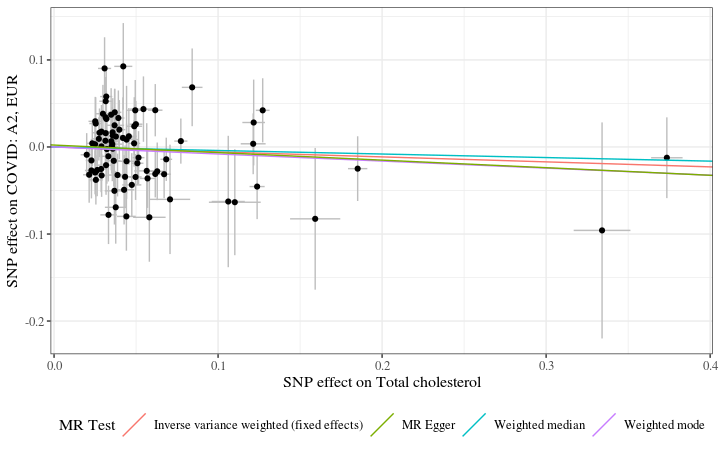 SNP effect on COVID: A2, EUR
0.1
0.0
-0.1
-0.2
0.0 0.1 0.2 0.3 0.4
SNP effect on Total cholesterol
MR Test Inverse variance weighted (fixed effects) MR Egger Weighted median Weighted mode